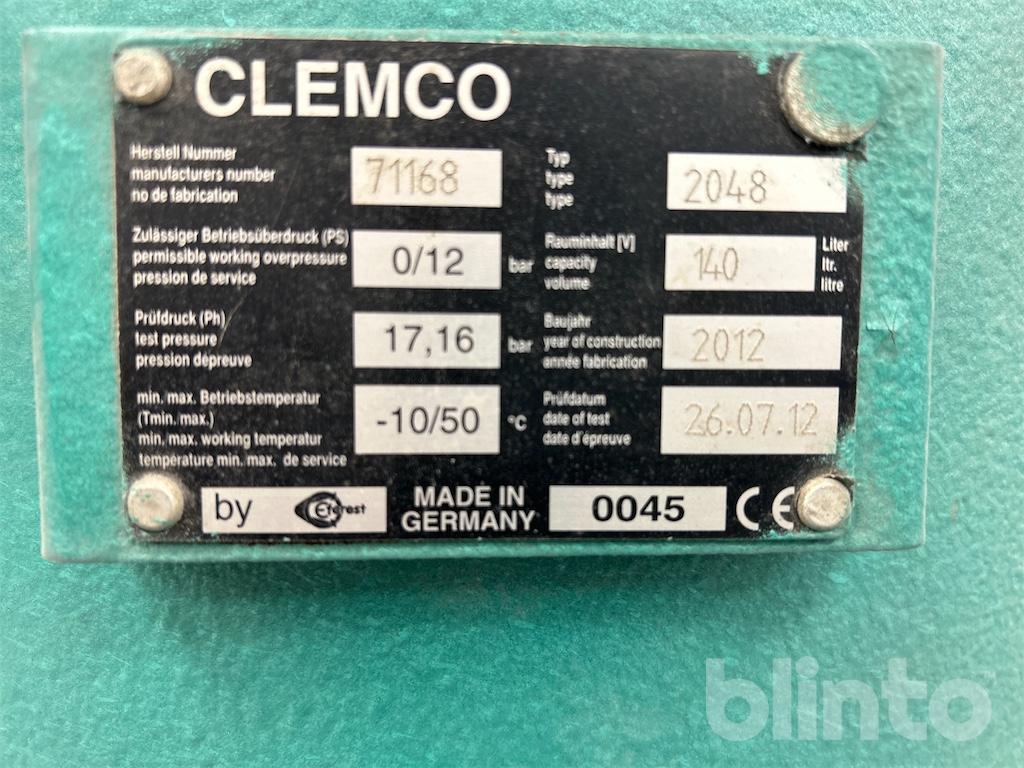 CLEMCO
Herstell Nummer
manufacturers number
no de fabrication
71168
Typ
type
type
2048
Zulässiger Betriebsüberdruck (PS)
permissible working overpressure
pression de service
0/12
bar
Rauminhalt [V]
capacity
volume
140
Liter
ltr.
litre
Prüfdruck (Ph)
test pressure
pression depreuve
17,16
bar
Baujahr
year of construction
année fabrication
2012
min. max. Betriebstemperatur
(Tmin. max.)
min. max. working temperatur
temperature min. max. de service
-10/50
°C
Prüfdatum
date of test
date d'épreuve
26.07.12
by
MADE IN
GERMANY
0045
CE
blinto